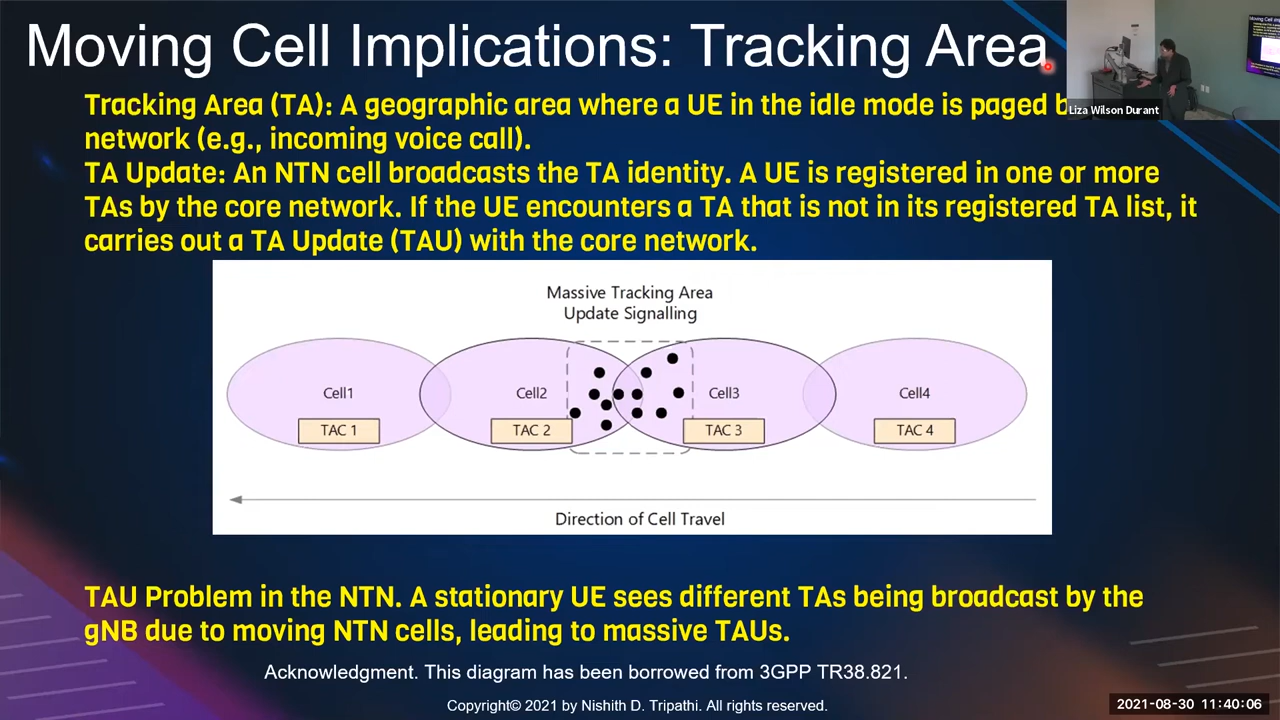 Moving Cell Implications: Tracking Area
Liza Wilson Durant
Tracking Area (TA): A geographic area where a UE in the idle mode is paged
network (e.g., incoming voice call).
TA Update: An NTN cell broadcasts the TA identity. A UE is registered in one or more
TAs by the core network. If the UE encounters a TA that is not in its registered TA list, it
carries out a TA Update (TAU) with the core network.
Massive Tracking Area
Update Signalling
Cell1
Cell2
Cell3
Cell4
TAC 1
TAC 2
TAC 3
TAC 4
Direction of Cell Travel
TAU Problem in the NTN. A stationary UE sees different TAs being broadcast by the
gNB due to moving NTN cells, leading to massive TAUs.
Acknowledgment. This diagram has been borrowed from 3GPP TR38.821.
Copyright© 2021 by Nishith D. Tripathi. All rights reserved.
2021-08-30 11:40:06